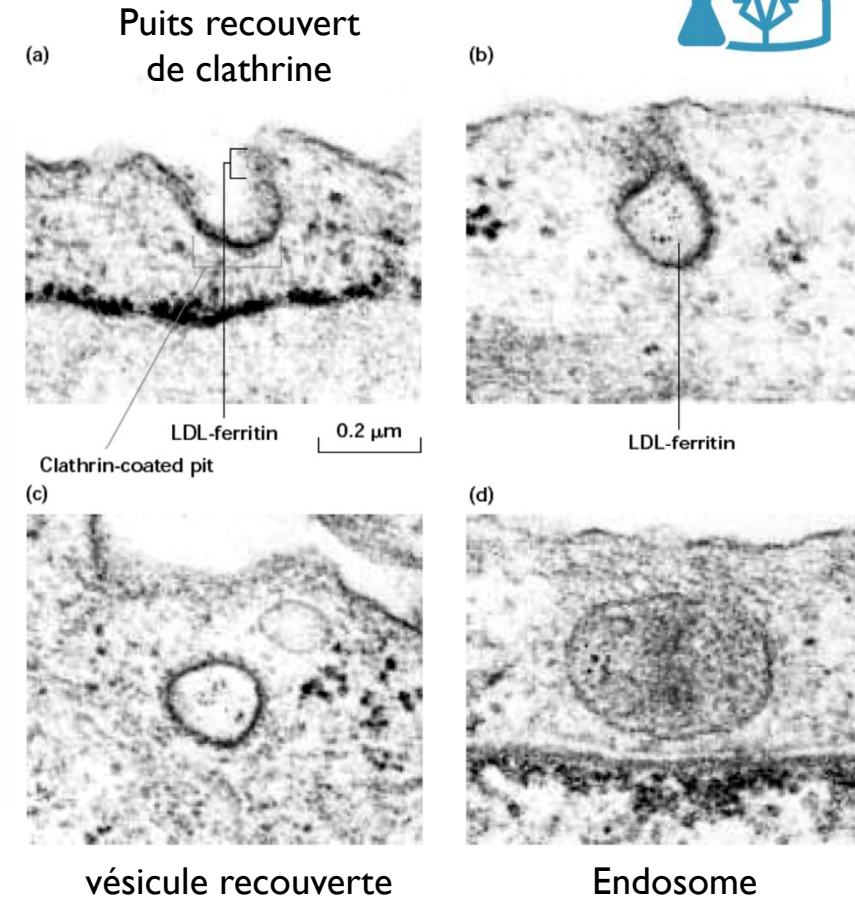 Puits recouvert
de clathrine
(a)
(b)
LDL-ferritin
0.2 µm
Clathrin-coated pit
LDL-ferritin
(c)
(d)
vésicule recouverte
Endosome